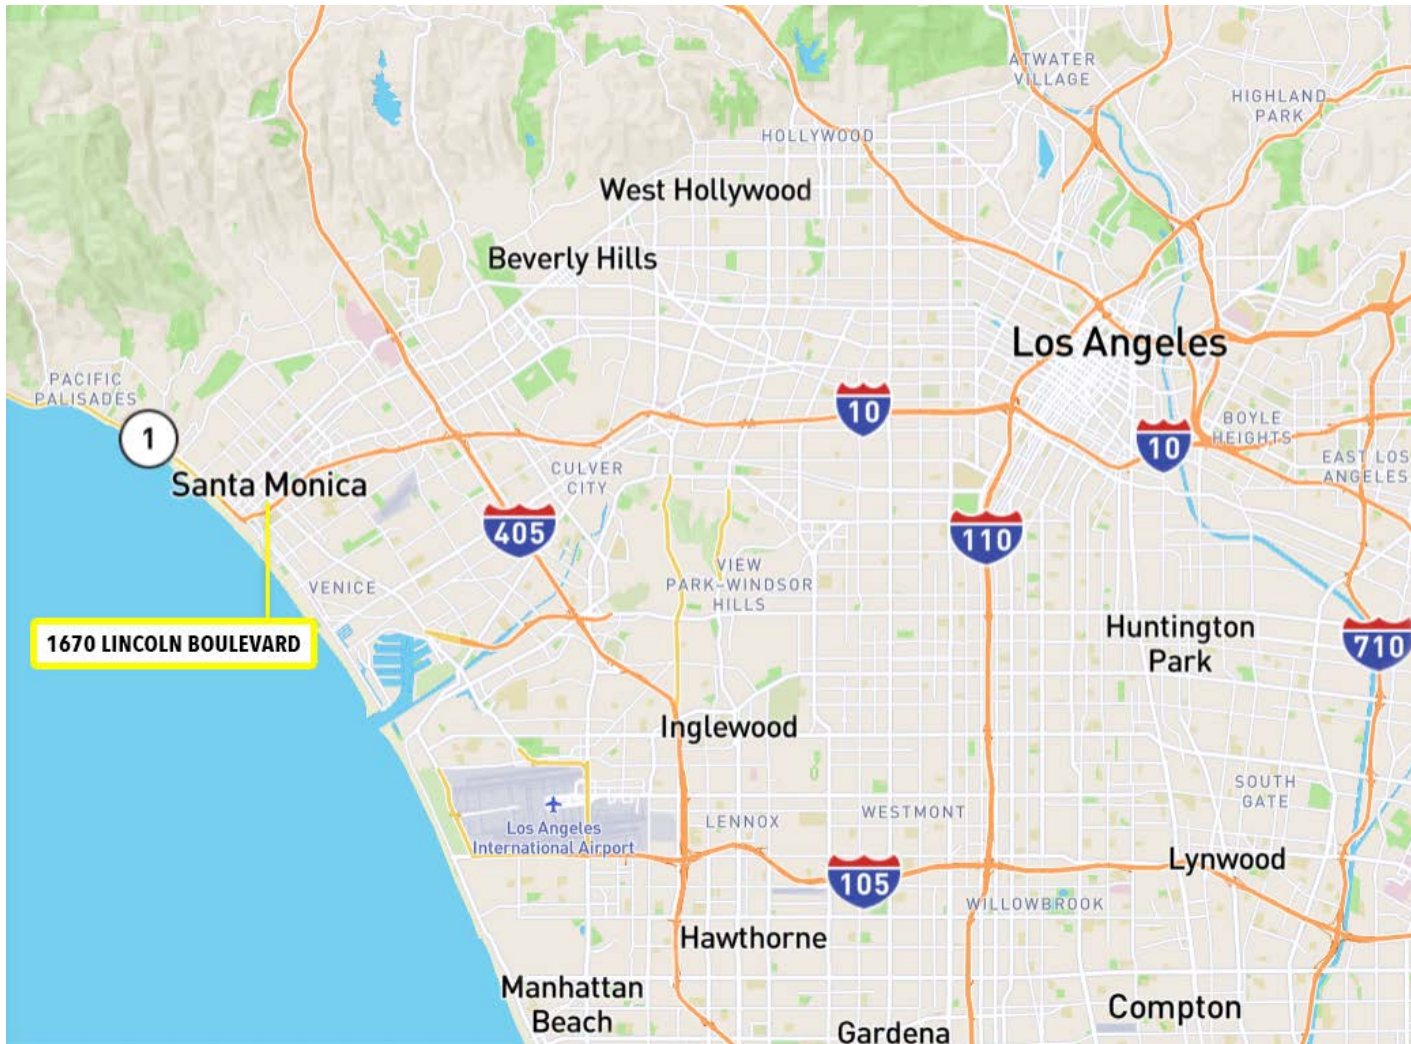 ATWATER
VILLAGE
HIGHLAND
PARK
HOLLYWOOD
West Hollywood
Beverly Hills
Los Angeles
PACIFIC
PALISADES
1
10
10
BOYLE
HEIGHTS
EAST LOS
ANGELES
Santa Monica
CULVER
CITY
405
110
VIEW
PARK-WINDSOR
HILLS
VENICE
1670 LINCOLN BOULEVARD
Huntington
Park
710
Inglewood
SOUTH
GATE
Los Angeles
International Airport
LENNOX
WESTMONT
105
Lynwood
WILLOWBROOK
Hawthorne
Manhattan
Beach
Compton
Gardena